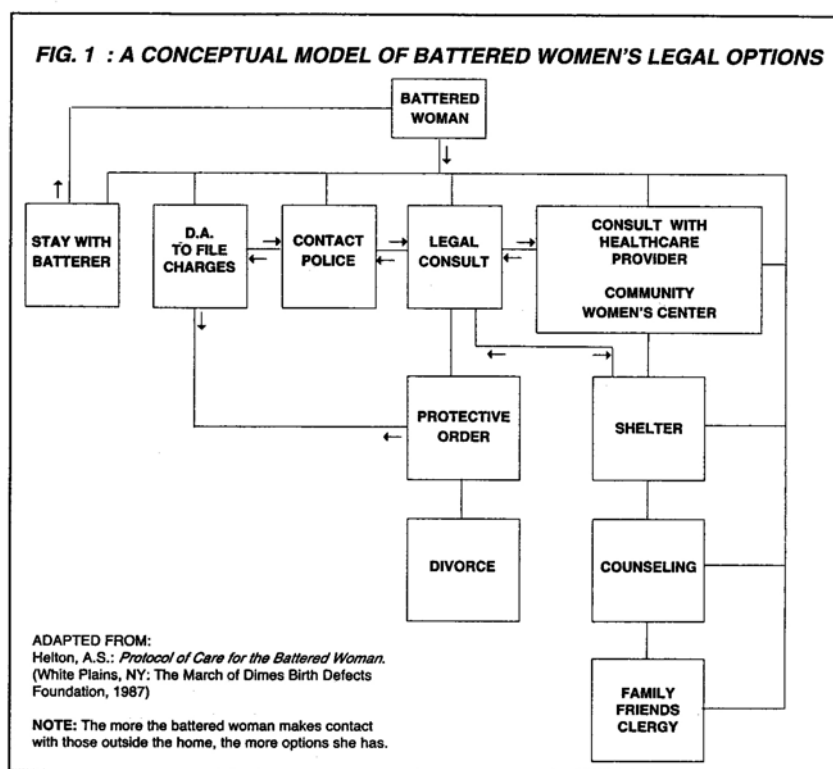 FIG. 1 : A CONCEPTUAL MODEL OF BATTERED WOMEN'S LEGAL OPTIONS
BATTERED
WOMAN
STAY WITH
BATTERER
D.A.
TO FILE
CHARGES
CONTACT
POLICE
LEGAL
CONSULT
CONSULT WITH
HEALTHCARE
PROVIDER
COMMUNITY
WOMEN'S CENTER
PROTECTIVE
ORDER
SHELTER
DIVORCE
COUNSELING
FAMILY
FRIENDS
CLERGY
ADAPTED FROM:
Helton, A.S.: Protocol of Care for the Battered Woman.
(White Plains, NY: The March of Dimes Birth Defects
Foundation, 1987)
NOTE: The more the battered woman makes contact
with those outside the home, the more options she has.